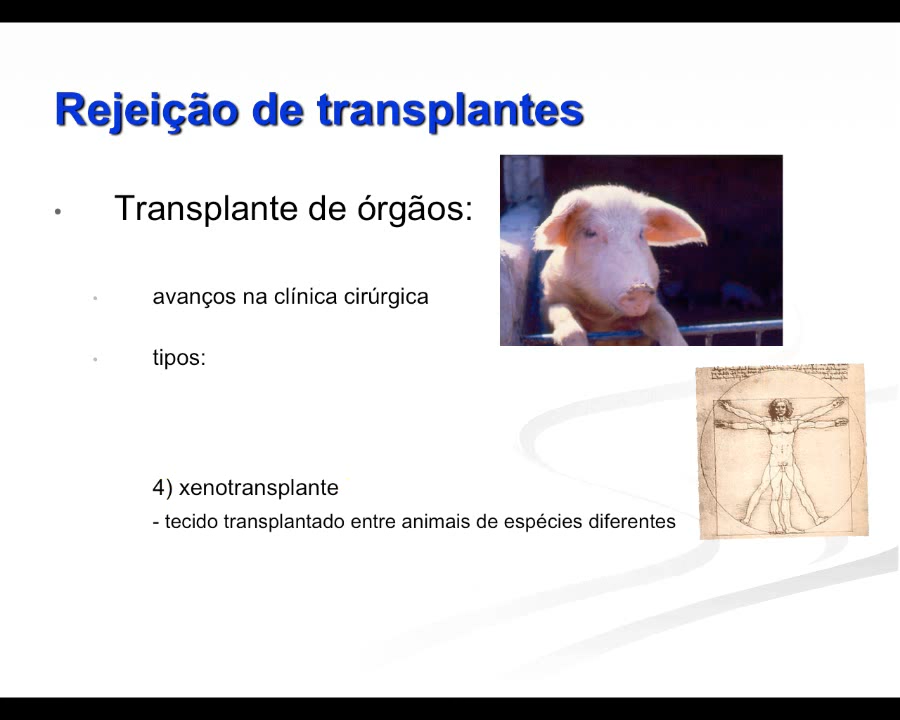 Rejeição de transplantes
• Transplante de órgãos:
• avanços na clínica cirúrgica
• tipos:
4) xenotransplante
- tecido transplantado entre animais de espécies diferentes